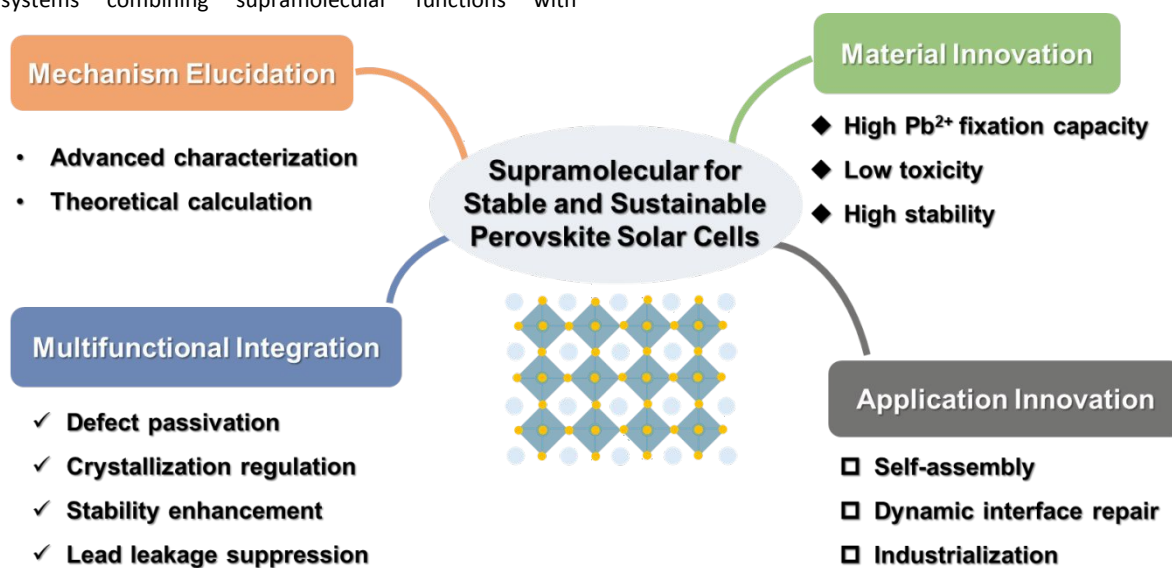 systems combining supramolecular functions with
Mechanism Elucidation
• Advanced characterization
• Theoretical calculation
Material Innovation
◆ High Pb²⁺ fixation capacity
◆ Low toxicity
◆ High stability
Supramolecular for
Stable and Sustainable
Perovskite Solar Cells
Multifunctional Integration
✓ Defect passivation
✓ Crystallization regulation
✓ Stability enhancement
✓ Lead leakage suppression
Application Innovation
□ Self-assembly
□ Dynamic interface repair
□ Industrialization